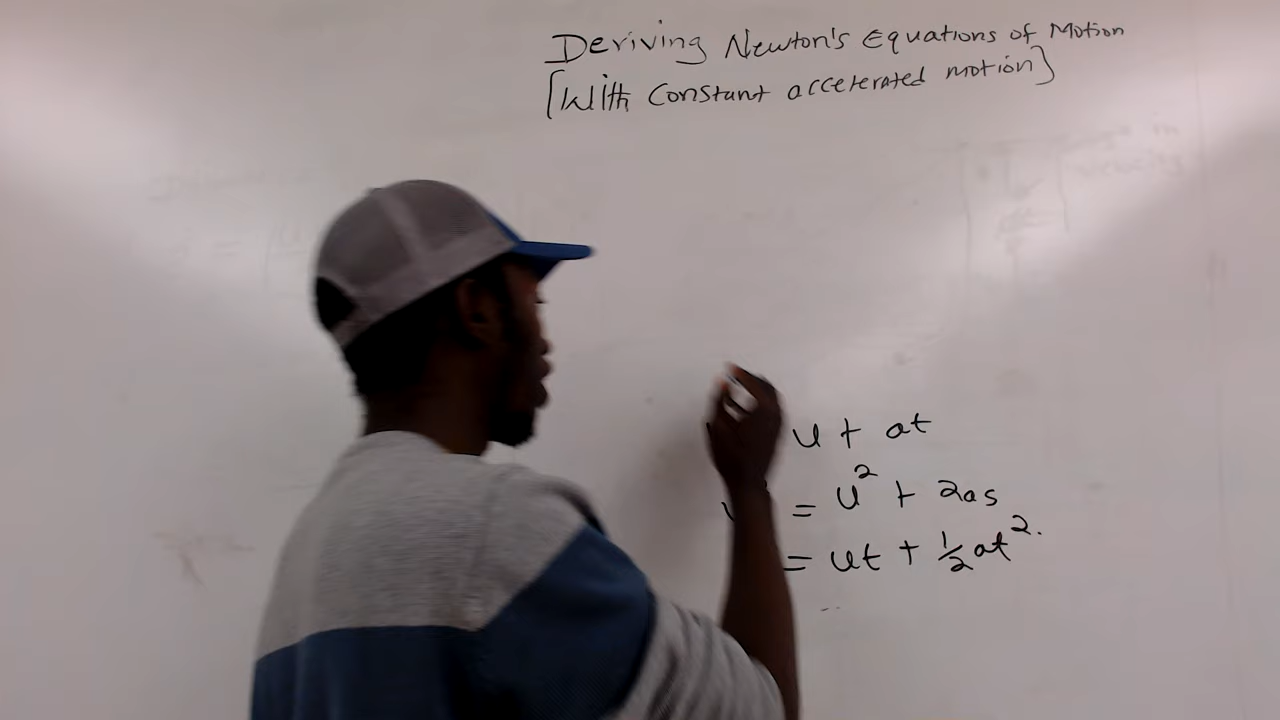 Deriving Newton's Equations of Motion
[With constant accelerated motion]
u + at
= u² + 2as
= ut + ½at².